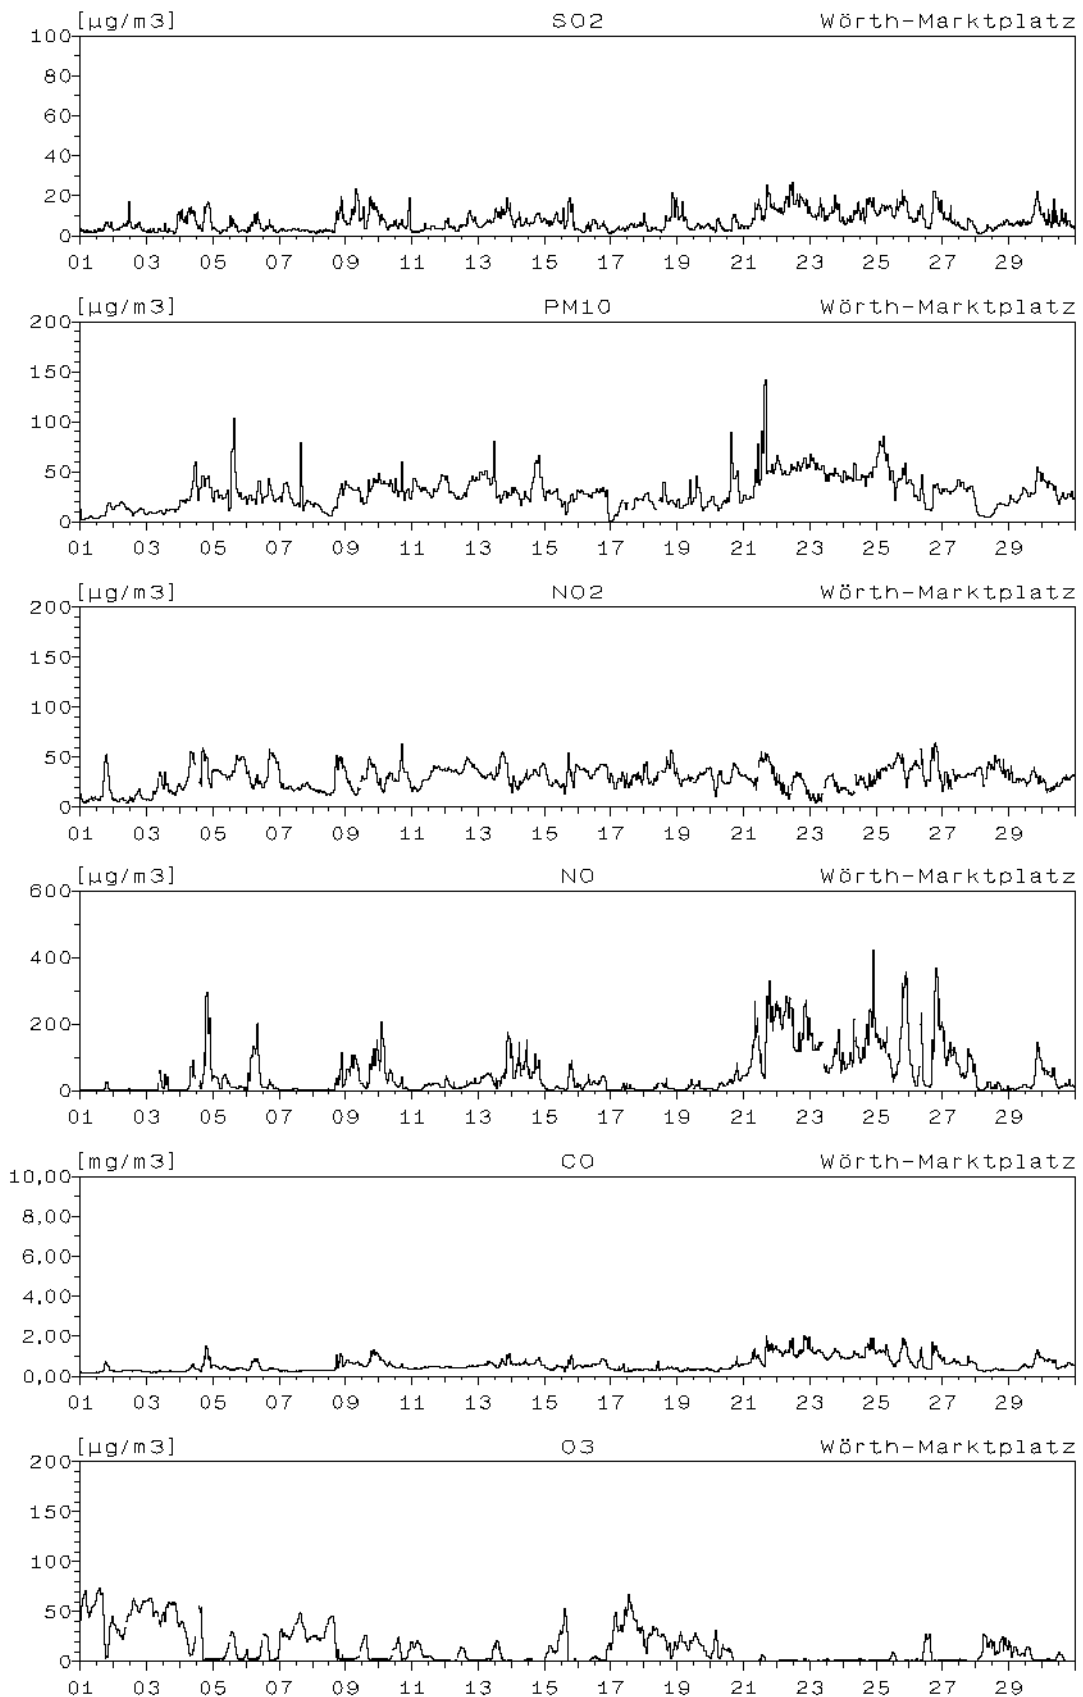 [µg/m3] SO2 Wörth-Marktplatz
100
80
60
40
20
0
01 03 05 07 09 11 13 15 17 19 21 23 25 27 29
[µg/m3] PM10 Wörth-Marktplatz
200
150
100
50
0
01 03 05 07 09 11 13 15 17 19 21 23 25 27 29
[µg/m3] NO2 Wörth-Marktplatz
200
150
100
50
0
01 03 05 07 09 11 13 15 17 19 21 23 25 27 29
[µg/m3] NO Wörth-Marktplatz
600
400
200
0
01 03 05 07 09 11 13 15 17 19 21 23 25 27 29
[mg/m3] CO Wörth-Marktplatz
10,00
8,00
6,00
4,00
2,00
0,00
01 03 05 07 09 11 13 15 17 19 21 23 25 27 29
[µg/m3] O3 Wörth-Marktplatz
200
150
100
50
0
01 03 05 07 09 11 13 15 17 19 21 23 25 27 29